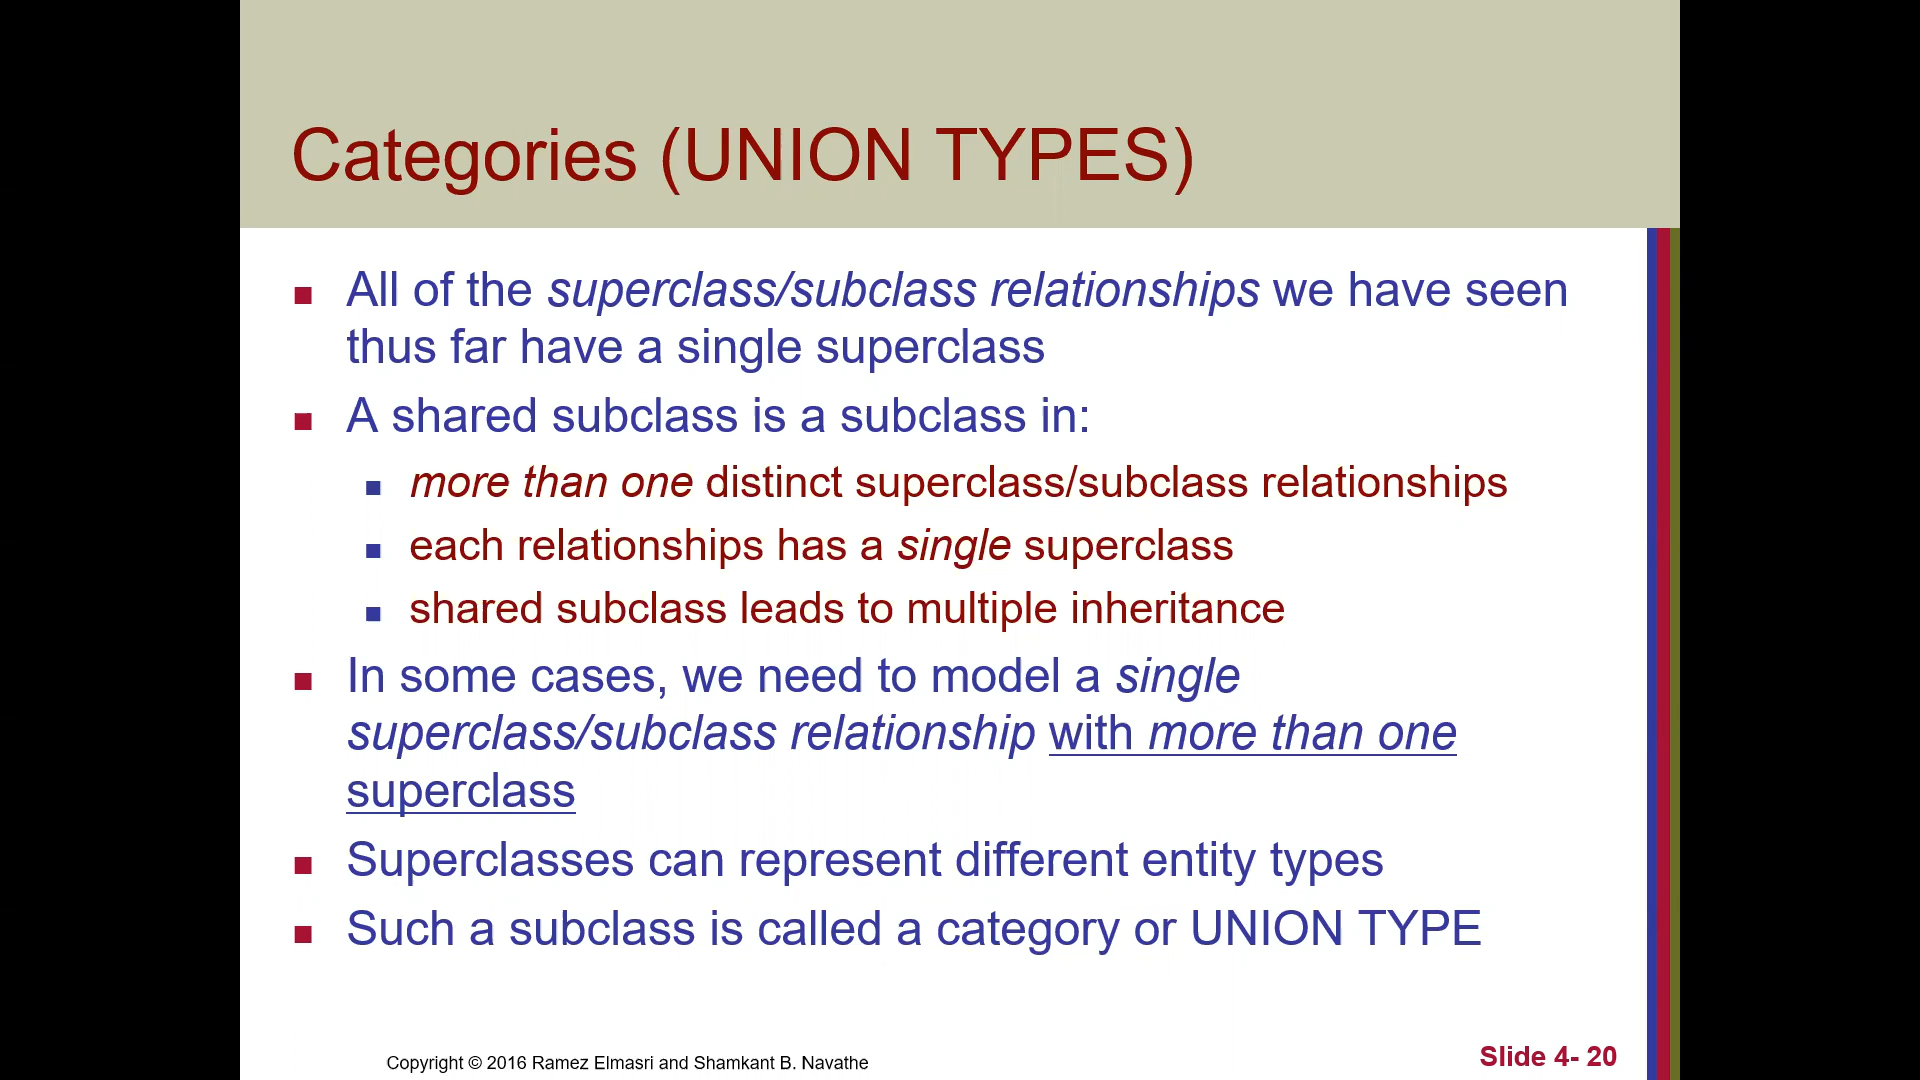 Categories (UNION TYPES)
All of the superclass/subclass relationships we have seen
thus far have a single superclass
A shared subclass is a subclass in:
more than one distinct superclass/subclass relationships
each relationships has a single superclass
shared subclass leads to multiple inheritance
In some cases, we need to model a single
superclass/subclass relationship with more than one
superclass
Superclasses can represent different entity types
Such a subclass is called a category or UNION TYPE
Copyright © 2016 Ramez Elmasri and Shamkant B. Navathe
Slide 4- 20